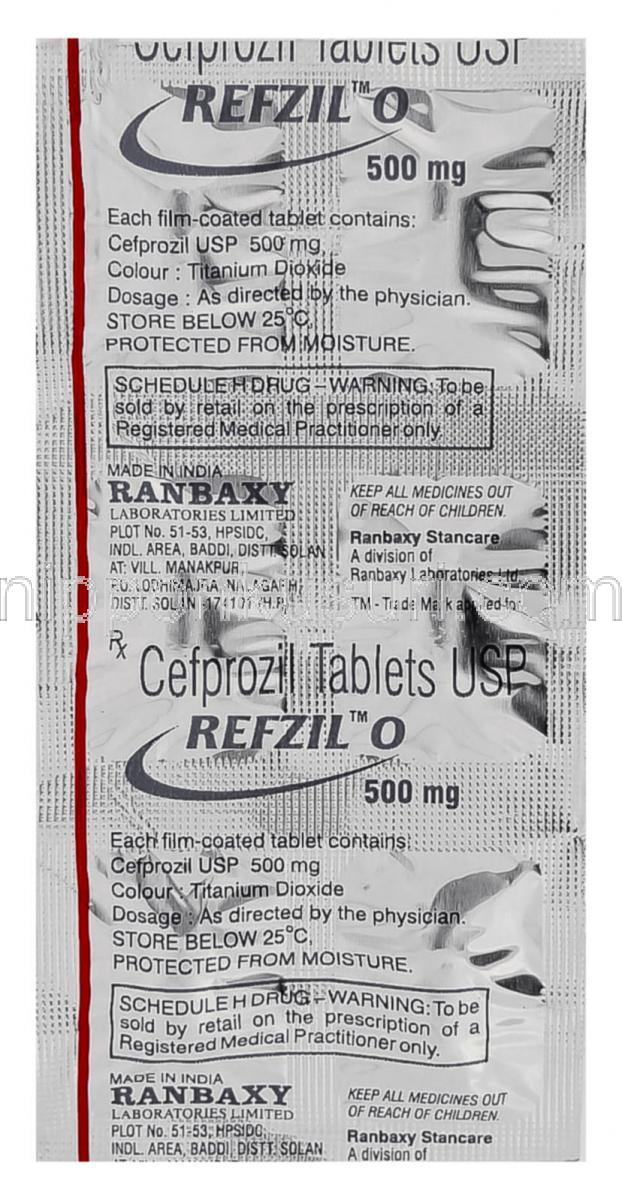 Cefprozil Tablets USP
REFZIL™ O
500 mg
Each film-coated tablet contains:
Cefprozil USP 500 mg
Colour : Titanium Dioxide
Dosage : As directed by the physician.
STORE BELOW 25°C,
PROTECTED FROM MOISTURE.
SCHEDULE H DRUG – WARNING: To be
sold by retail on the prescription of a
Registered Medical Practitioner only.
MADE IN INDIA
RANBAXY
LABORATORIES LIMITED
PLOT No. 51-53, HPSIDC,
INDL. AREA, BADDI, DISTT. SOLAN
AT: VILL. MANAKPUR,
P.O. LODHIMAJRA, NALAGARH,
DISTT. SOLAN - 174101 (H.P.)
KEEP ALL MEDICINES OUT
OF REACH OF CHILDREN.
Ranbaxy Stancare
A division of
Ranbaxy Laboratories Ltd.
TM - Trade Mark applied for
Rx
Cefprozil Tablets USP
REFZIL™ O
500 mg
Each film-coated tablet contains:
Cefprozil USP 500 mg
Colour : Titanium Dioxide
Dosage : As directed by the physician.
STORE BELOW 25°C,
PROTECTED FROM MOISTURE.
SCHEDULE H DRUG – WARNING: To be
sold by retail on the prescription of a
Registered Medical Practitioner only.
MADE IN INDIA
RANBAXY
LABORATORIES LIMITED
PLOT No. 51-53, HPSIDC,
INDL. AREA, BADDI, DISTT. SOLAN
KEEP ALL MEDICINES OUT
OF REACH OF CHILDREN.
Ranbaxy Stancare
A division of